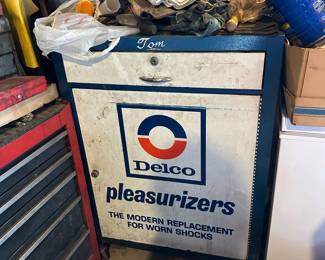 Tom
Delco
pleasurizers
THE MODERN REPLACEMENT
FOR WORN SHOCKS